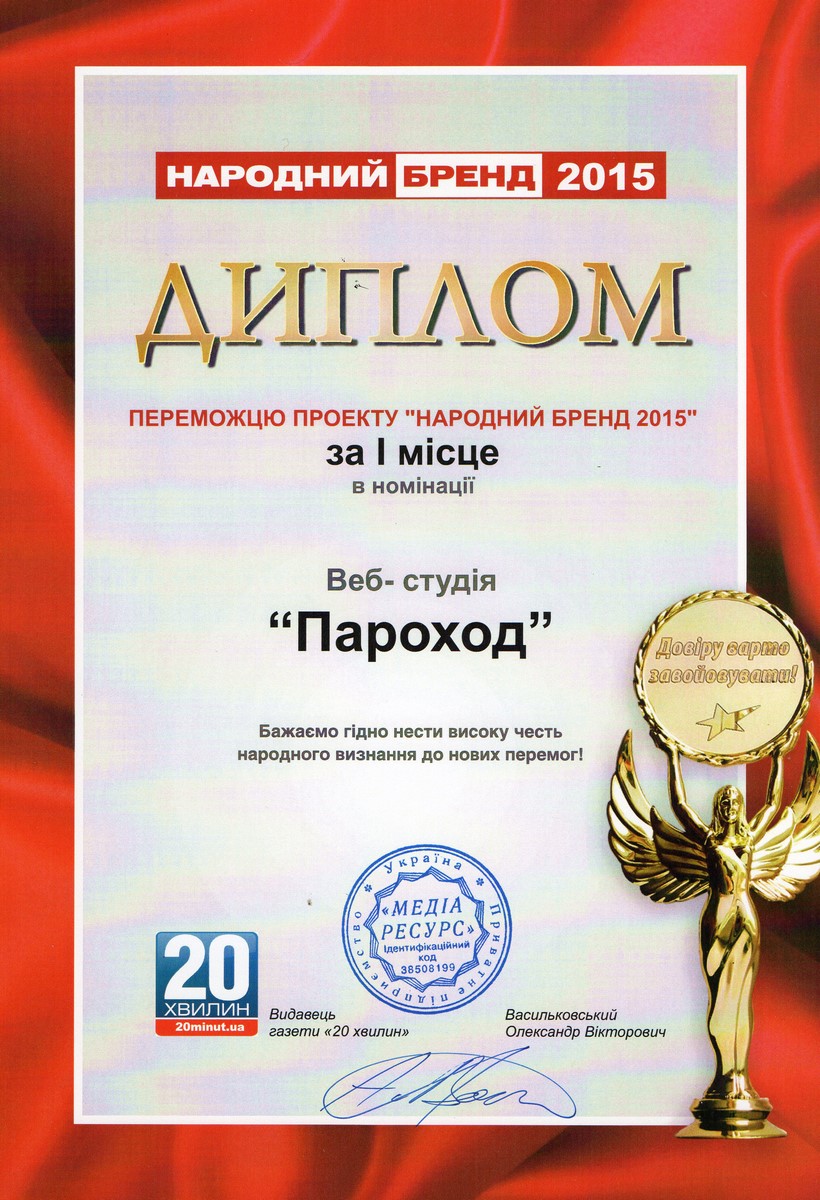 НАРОДНИЙ БРЕНД 2015
ДИПЛОМ
ПЕРЕМОЖЦЮ ПРОЕКТУ "НАРОДНИЙ БРЕНД 2015"
за І місце
в номінації
Веб- студія
“Пароход”
Довіру варто
завойовувати!
Бажаємо гідно нести високу честь
народного визнання до нових перемог!
Україна
Приватне підприємство
«МЕДІА
РЕСУРС»
Ідентифікаційний
код
38508199
20
ХВИЛИН
20minut.ua
Видавець
газети «20 хвилин»
Васильковський
Олександр Вікторович